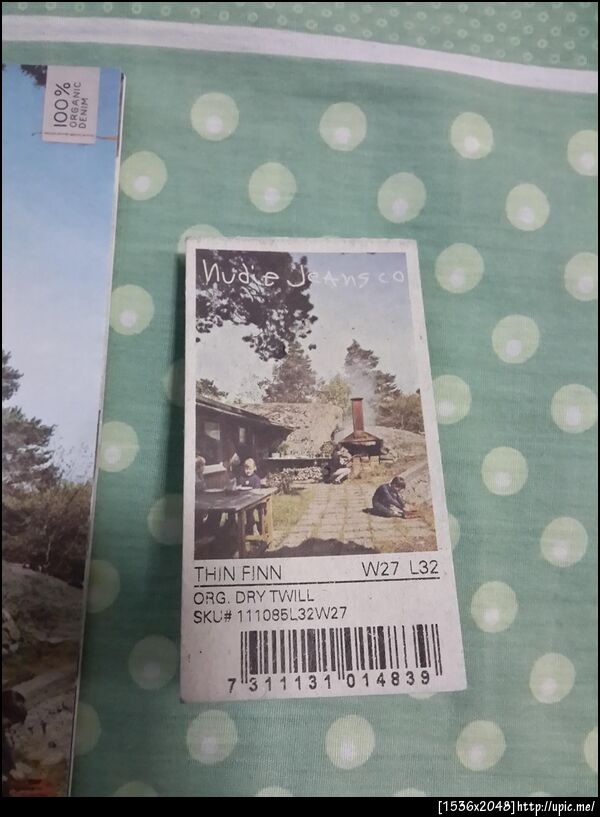 100%
ORGANIC
DENIM
Nudie Jeans co
THIN FINN W27 L32
ORG. DRY TWILL
SKU# 111085L32W27
7 311131 014839
[1536x2048]http://upic.me/